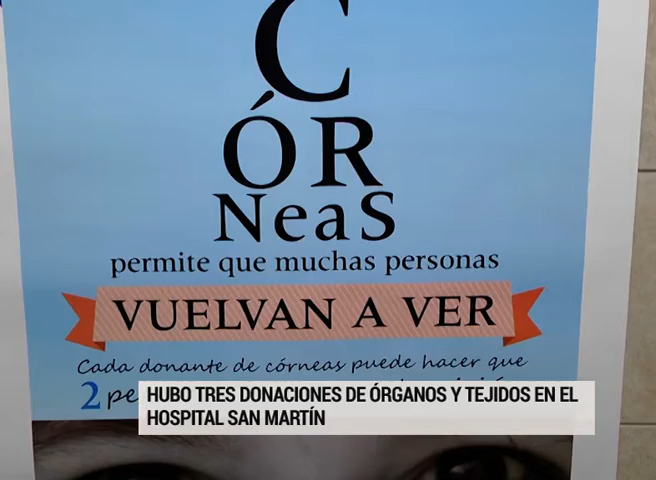 C
ÓR
NeaS
permite que muchas personas
VUELVAN A VER
Cada donante de córneas puede hacer que
2 pe
HUBO TRES DONACIONES DE ÓRGANOS Y TEJIDOS EN EL
HOSPITAL SAN MARTÍN